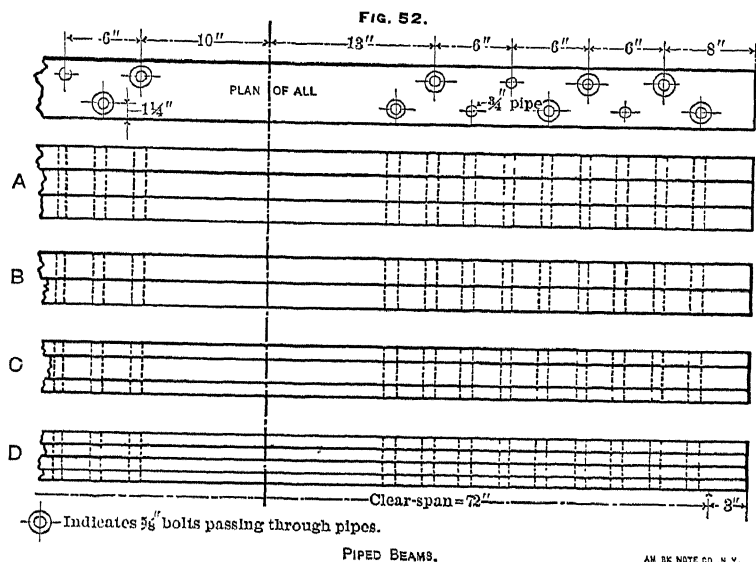 FIG. 52.
6" 10" 13" 6" 6" 6" 8"
PLAN OF ALL
1¼"
¾" pipe
A
B
C
D
Clear-span=72" 3"
Indicates ⅝" bolts passing through pipes.
PIPED BEAMS.
AM. BK. NOTE CO. N.Y.